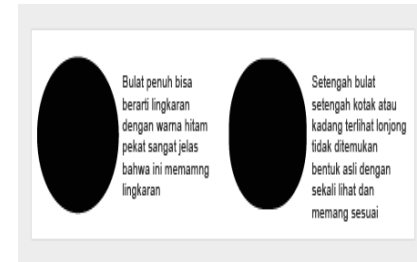 Bulat penuh bisa
berarti lingkaran
dengan warna hitam
pekat sangat jelas
bahwa ini memamng
lingkaran
Setengah bulat
setengah kotak atau
kadang terlihat lonjong
tidak ditemukan
bentuk asli dengan
sekali lihat dan
memang sesuai